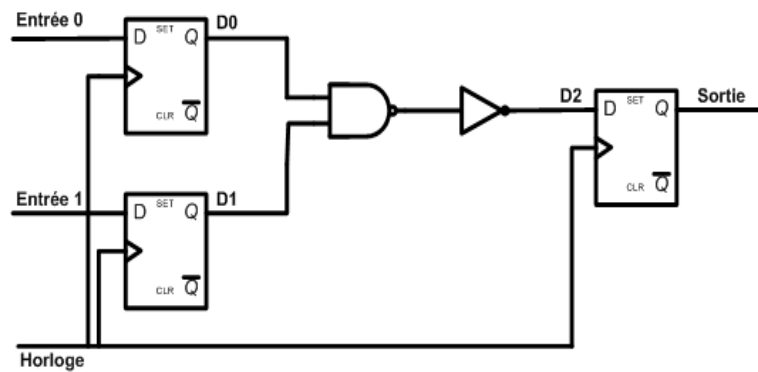 Entrée 0
D0
D SET Q
CLR Q
D2
D SET Q
Sortie
CLR Q
Entrée 1
D1
D SET Q
CLR Q
Horloge